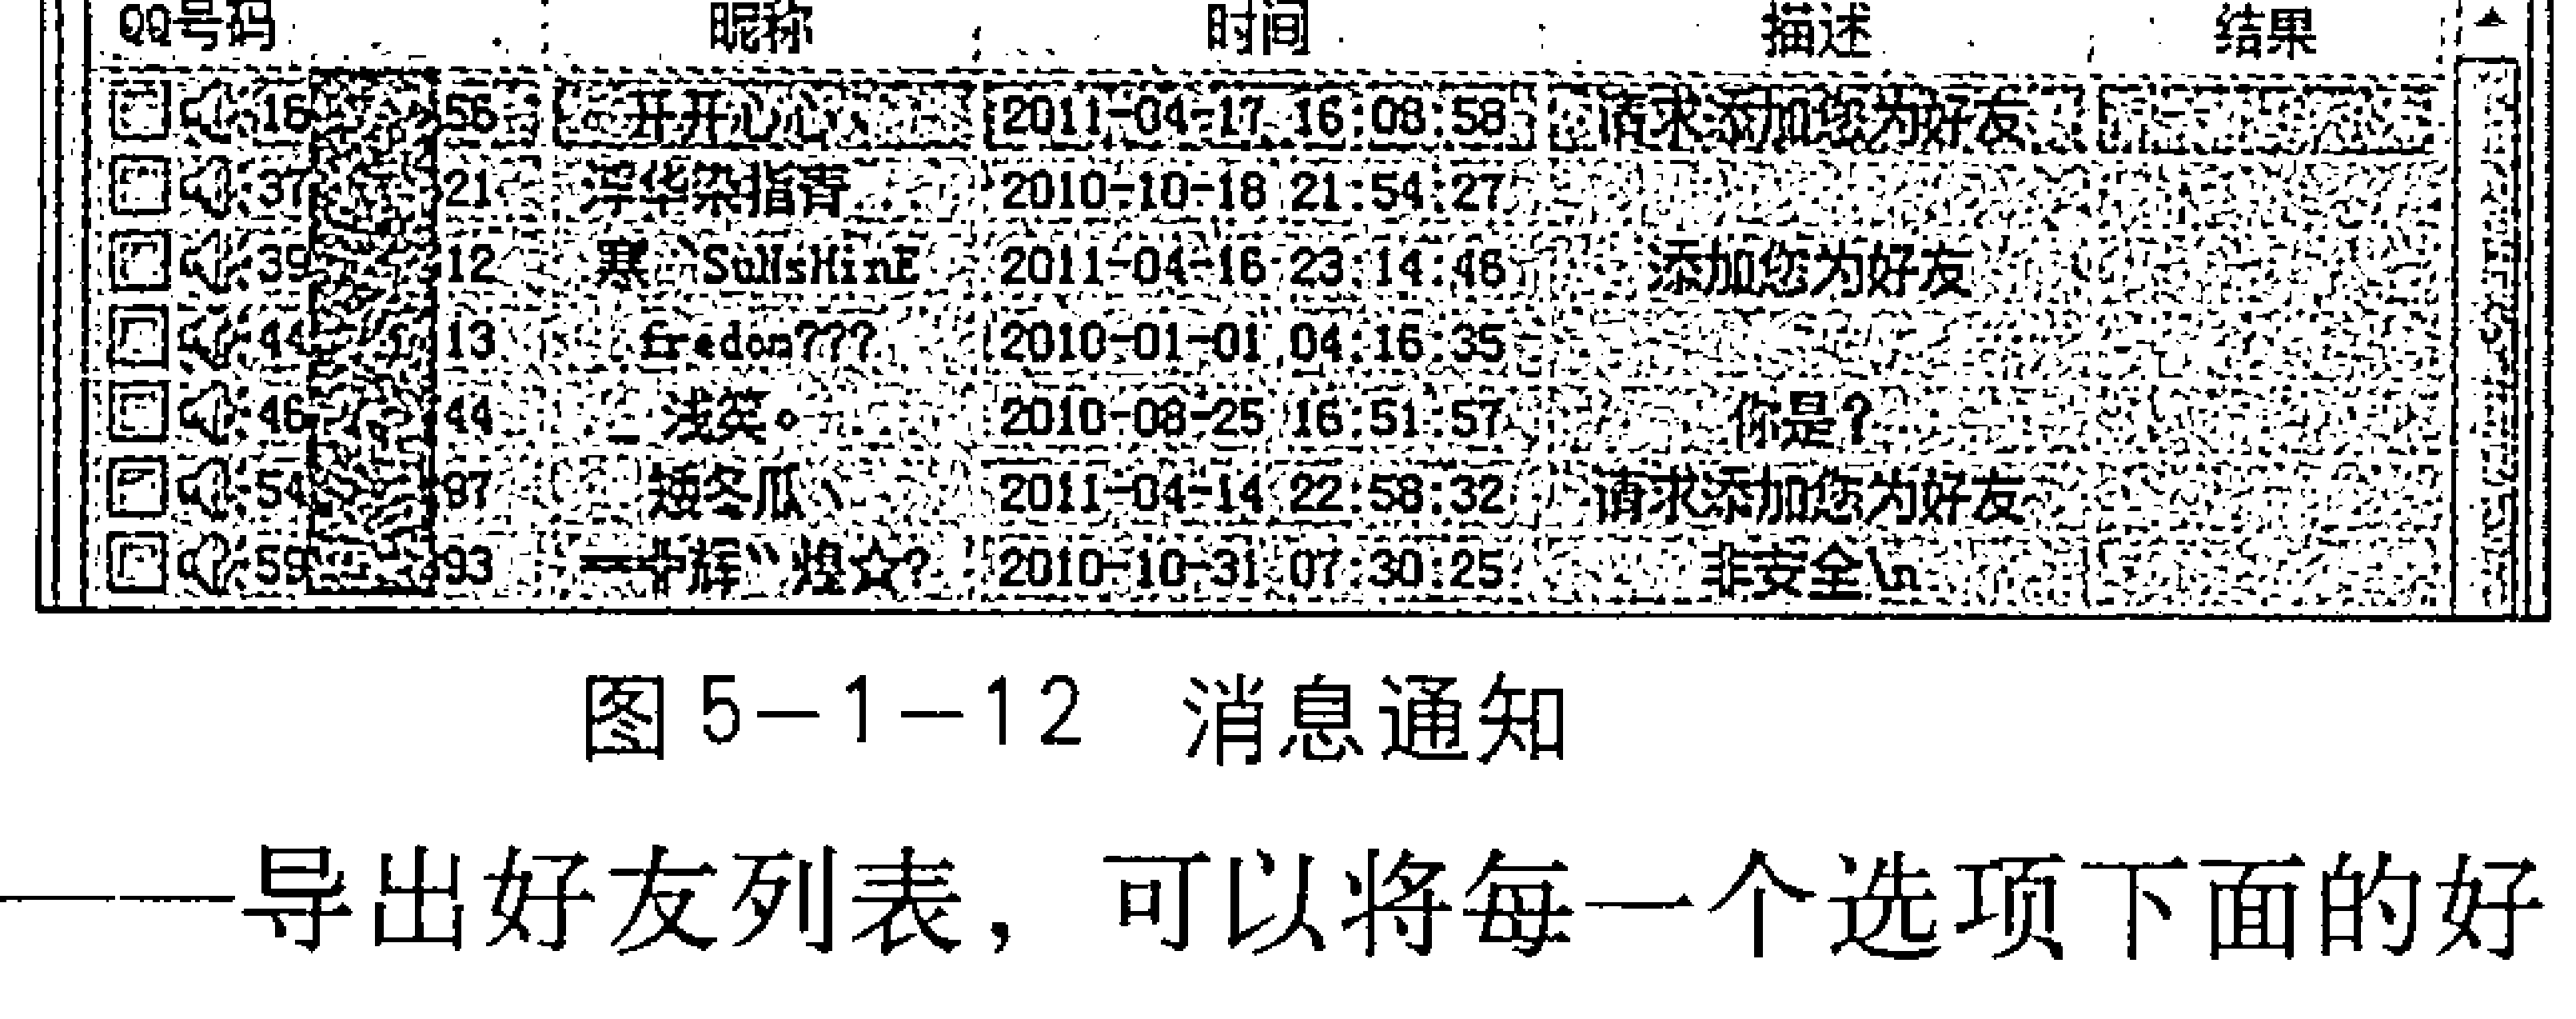 QQ号码 昵称 时间 描述 结果
16 56 开开心心 2011-04-17 16:08:58 请求添加您为好友
37 21 浮华染指青 2010-10-18 21:54:27
39 12 寒 SuNsHinE 2011-04-16 23:14:46 添加您为好友
44 13 2010-01-01 04:16:35
46 44 浅笑。 2010-08-25 16:51:57 你是?
54 97 矮冬瓜 2011-04-14 22:58:32 请求添加您为好友
59 93 辉 煌☆? 2010-10-31 07:30:25 非安全\n
图 5-1-12 消息通知
——导出好友列表，可以将每一个选项下面的好